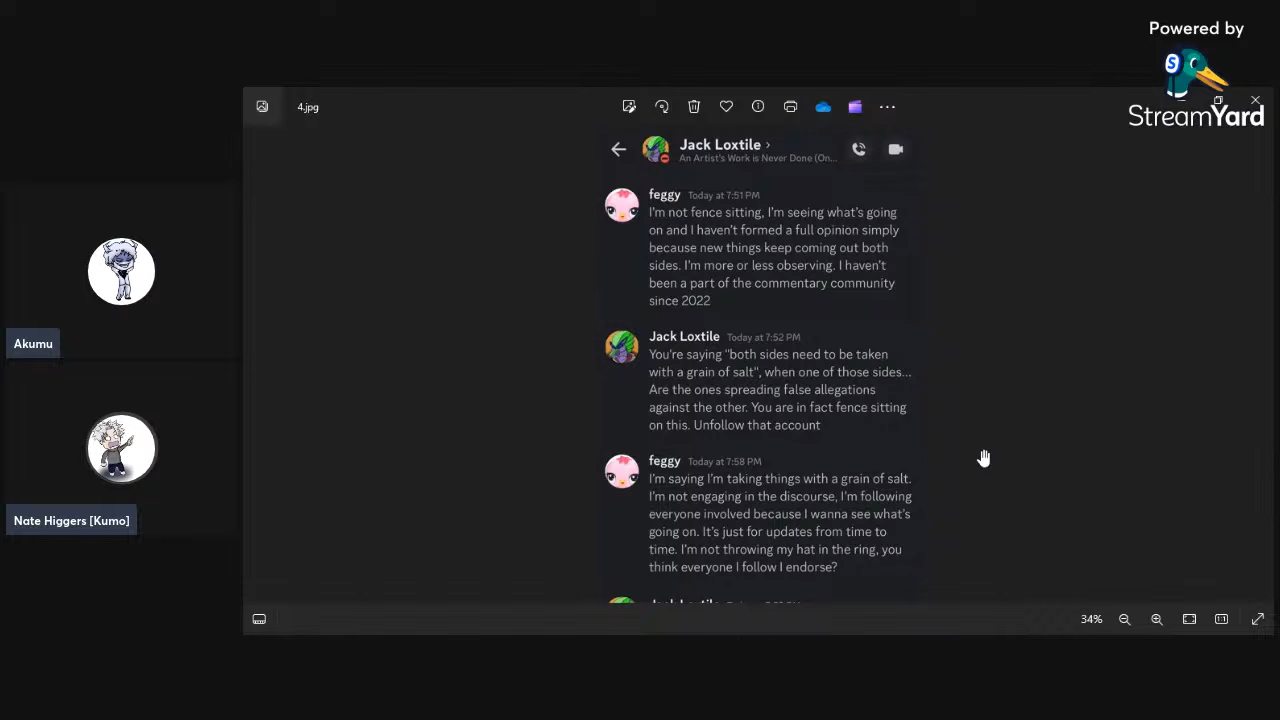 Powered by
StreamYard
4.jpg
Jack Loxtile ›
An Artist's Work is Never Done (On...
feggy Today at 7:51 PM
I'm not fence sitting, I'm seeing what's going
on and I haven't formed a full opinion simply
because new things keep coming out both
sides. I'm more or less observing. I haven't
been a part of the commentary community
since 2022
Jack Loxtile Today at 7:52 PM
You're saying "both sides need to be taken
with a grain of salt", when one of those sides...
Are the ones spreading false allegations
against the other. You are in fact fence sitting
on this. Unfollow that account
feggy Today at 7:58 PM
I'm saying I'm taking things with a grain of salt.
I'm not engaging in the discourse, I'm following
everyone involved because I wanna see what's
going on. It's just for updates from time to
time. I'm not throwing my hat in the ring, you
think everyone I follow I endorse?
Akumu
Nate Higgers [Kumo]
34%